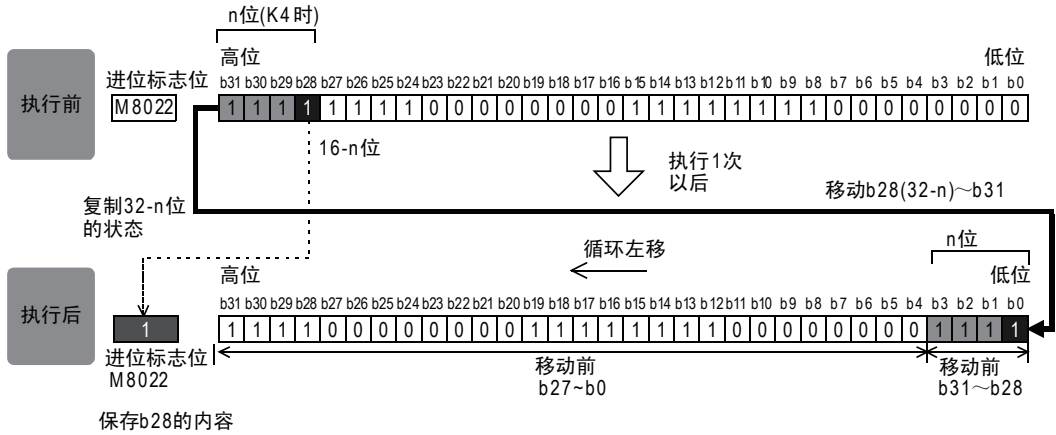 n位(K4时)
高位 低位
进位标志位 b31 b30 b29 b28 b27 b26 b25 b24 b23 b22 b21 b20 b19 b18 b17 b16 b15 b14 b13 b12 b11 b10 b9 b8 b7 b6 b5 b4 b3 b2 b1 b0
执行前 M8022 1 1 1 1 1 1 1 1 0 0 0 0 0 0 0 0 1 1 1 1 1 1 1 1 0 0 0 0 0 0 0 0
16-n位
执行1次
以后
移动b28(32-n)～b31
复制32-n位
的状态
循环左移
n位
高位 低位
b31 b30 b29 b28 b27 b26 b25 b24 b23 b22 b21 b20 b19 b18 b17 b16 b15 b14 b13 b12 b11 b10 b9 b8 b7 b6 b5 b4 b3 b2 b1 b0
执行后 1 1 1 1 1 0 0 0 0 0 0 0 0 1 1 1 1 1 1 1 1 0 0 0 0 0 0 0 0 1 1 1 1
进位标志位
M8022
移动前
b27~b0
移动前
b31～b28
保存b28的内容